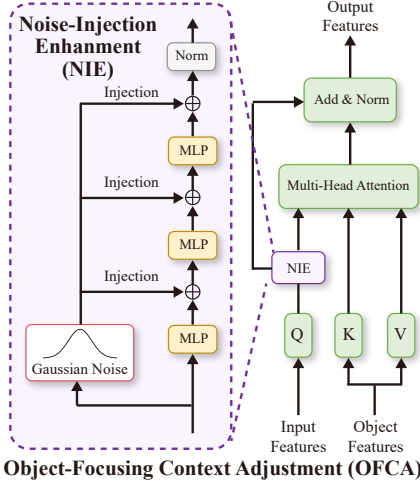 Noise-Injection
Enhanment
(NIE)
Norm
Injection
MLP
Injection
MLP
Injection
MLP
Gaussian Noise
Output
Features
Add & Norm
Multi-Head Attention
NIE
Q
K
V
Input
Features
Object
Features
Object-Focusing Context Adjustment (OFCA)